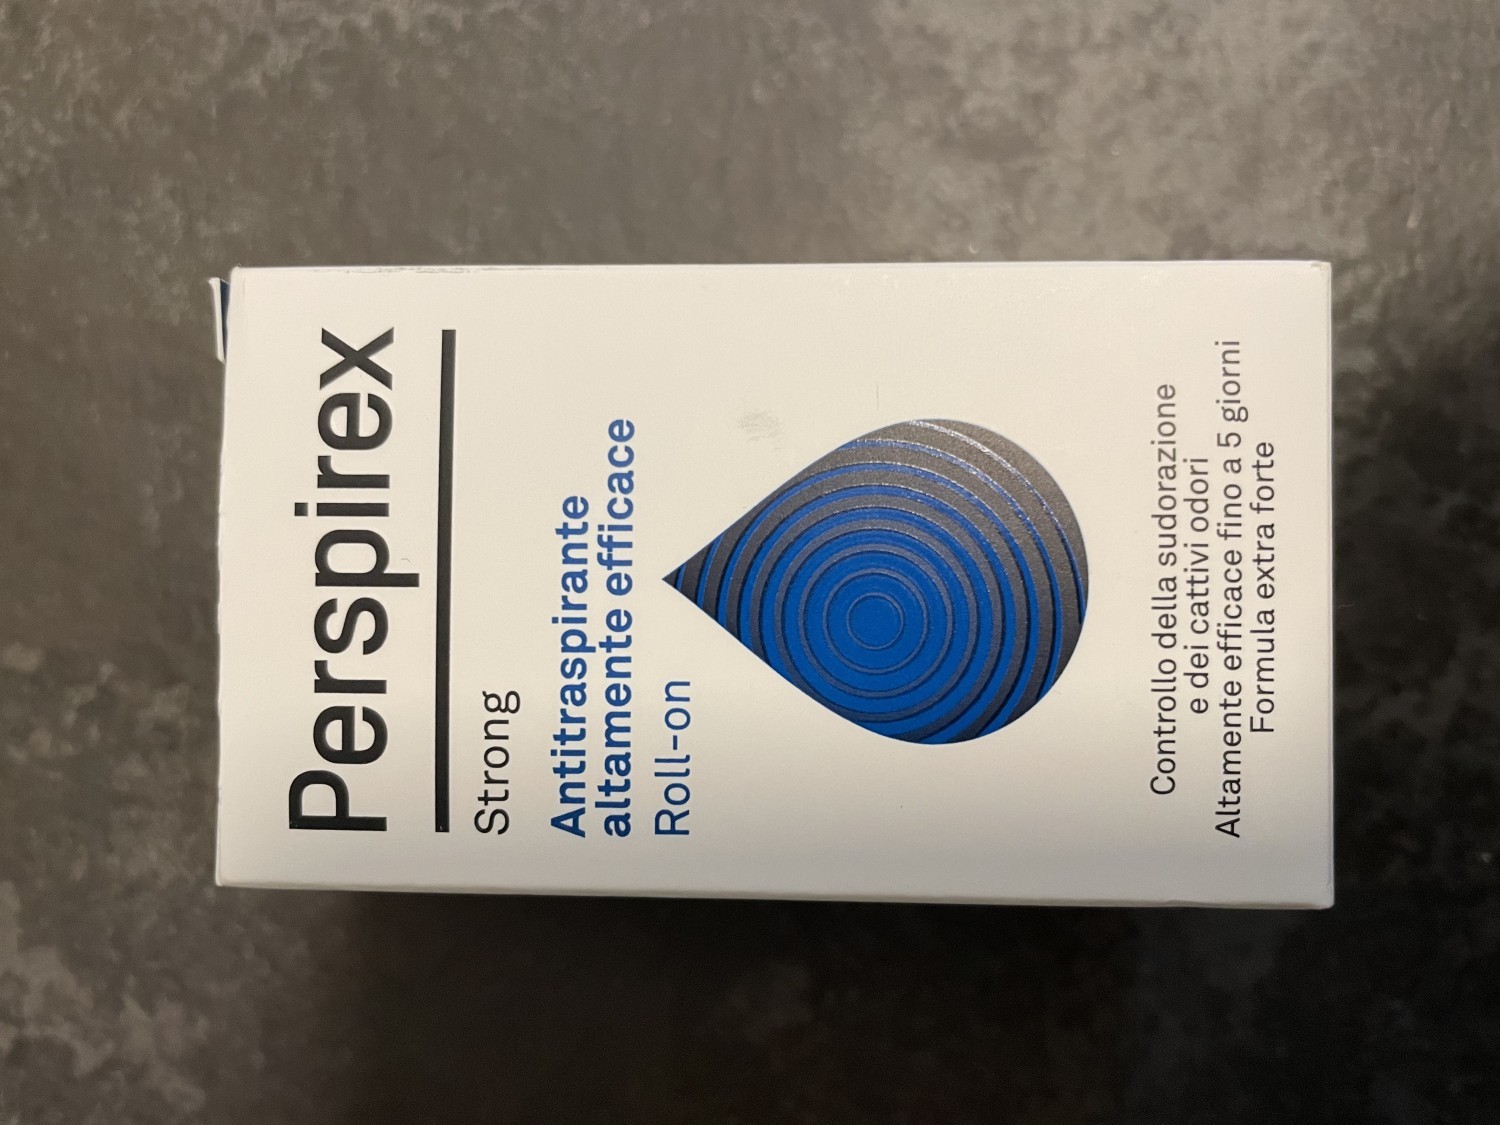 Perspirex
Strong
Antitraspirante
altamente efficace
Roll-on
Controllo della sudorazione
e dei cattivi odori
Altamente efficace fino a 5 giorni
Formula extra forte